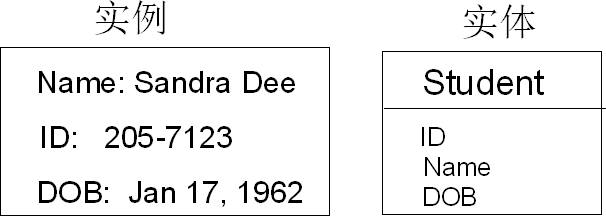 实例
Name: Sandra Dee
ID: 205-7123
DOB: Jan 17, 1962
实体
Student
ID
Name
DOB